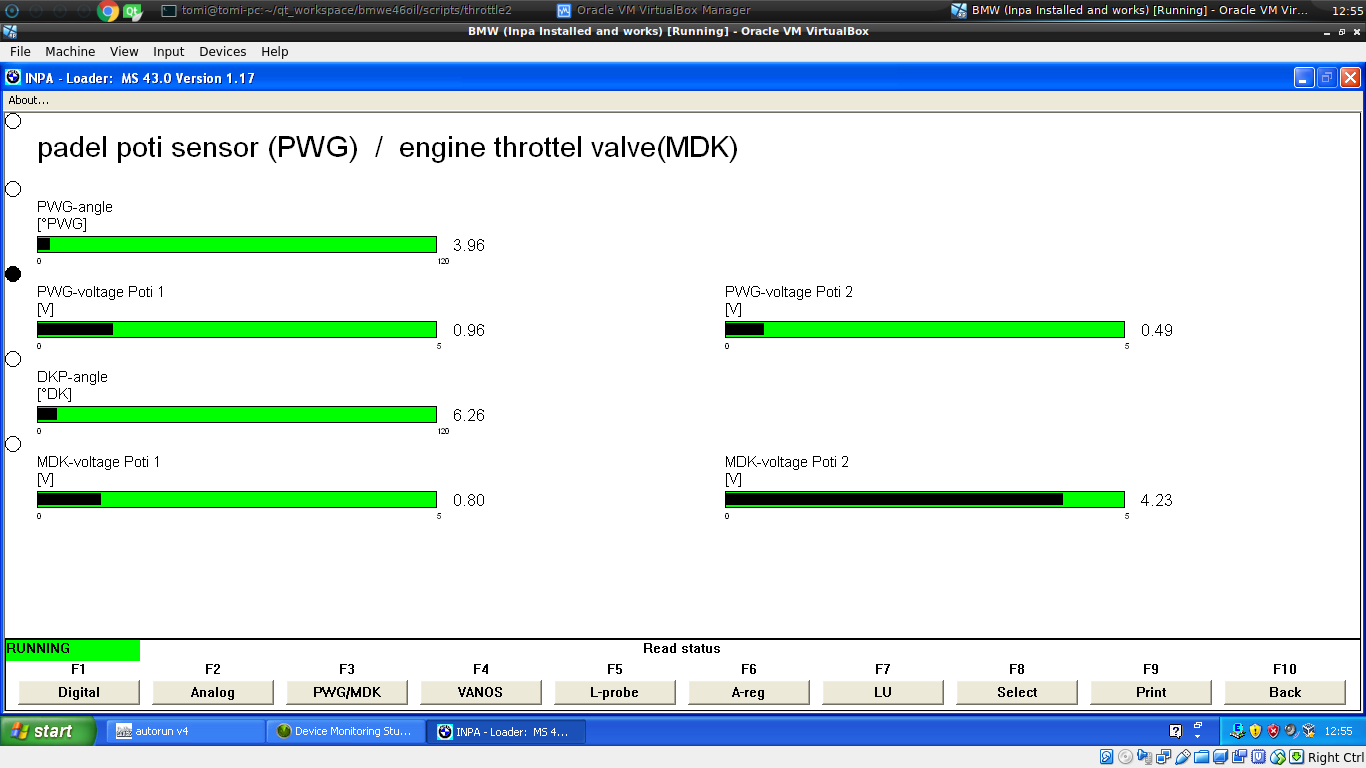 tomi@tomi-pc:~/qt_workspace/bmwe46oil/scripts/throttle2
Oracle VM VirtualBox Manager
BMW (Inpa Installed and works) [Running] - Oracle VM Vir...
12:55
BMW (Inpa Installed and works) [Running] - Oracle VM VirtualBox
File Machine View Input Devices Help
INPA - Loader: MS 43.0 Version 1.17
About...
padel poti sensor (PWG) / engine throttel valve(MDK)
PWG-angle
[°PWG]
3.96
0 120
PWG-voltage Poti 1
[V]
0.96
0 5
PWG-voltage Poti 2
[V]
0.49
0 5
DKP-angle
[°DK]
6.26
0 120
MDK-voltage Poti 1
[V]
0.80
0 5
MDK-voltage Poti 2
[V]
4.23
0 5
RUNNING
Read status
F1 F2 F3 F4 F5 F6 F7 F8 F9 F10
Digital Analog PWG/MDK VANOS L-probe A-reg LU Select Print Back
start
autorun v4
Device Monitoring Stu...
INPA - Loader: MS 4...
12:55
Right Ctrl